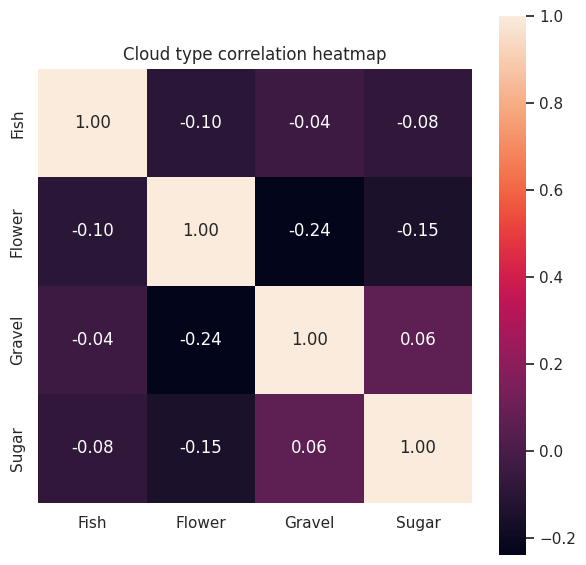 Cloud type correlation heatmap
Fish 1.00 -0.10 -0.04 -0.08
Flower -0.10 1.00 -0.24 -0.15
Gravel -0.04 -0.24 1.00 0.06
Sugar -0.08 -0.15 0.06 1.00
Fish Flower Gravel Sugar
1.0
0.8
0.6
0.4
0.2
0.0
−0.2